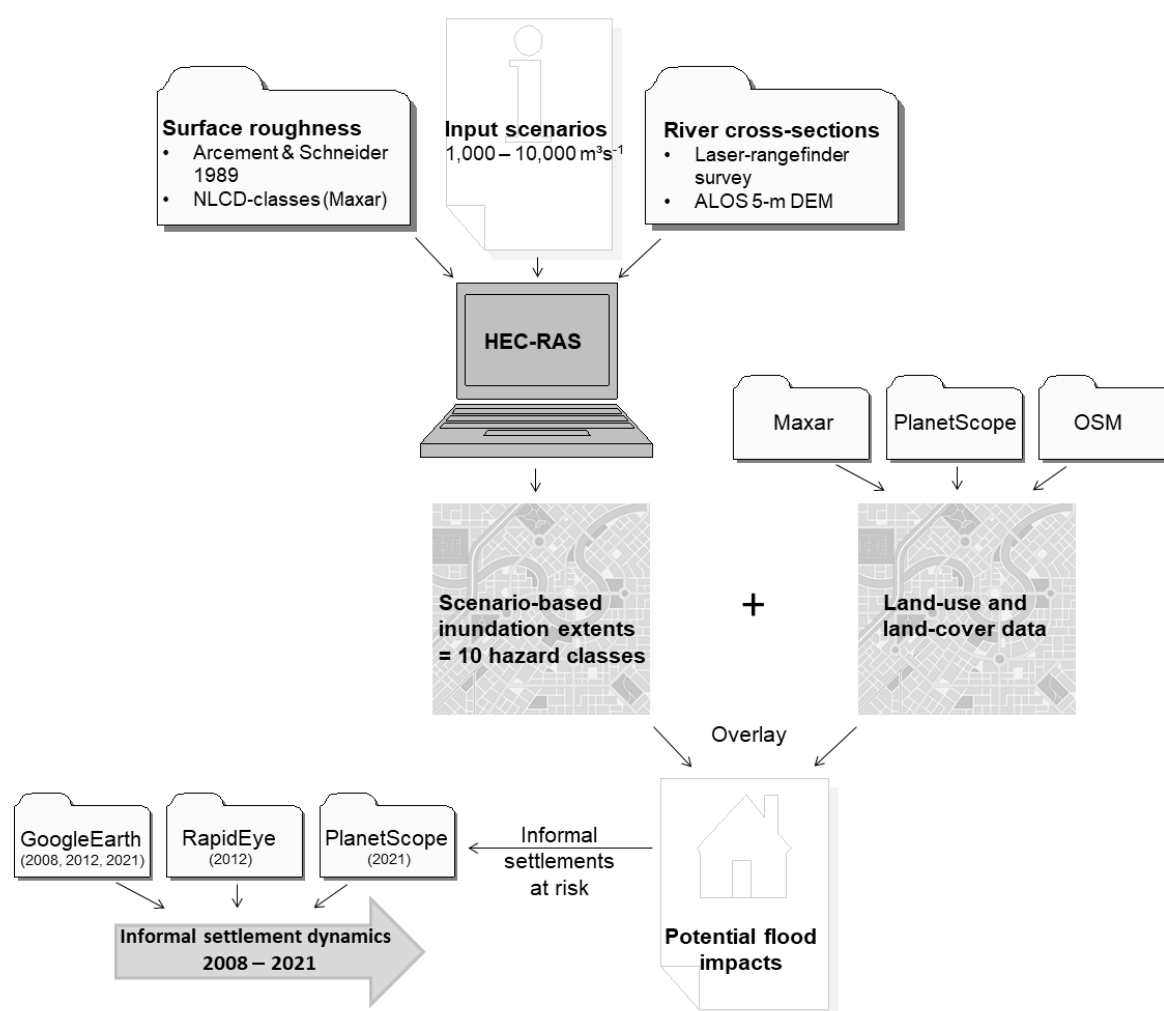 Surface roughness
• Arcement & Schneider
1989
• NLCD-classes (Maxar)
Input scenarios
1,000 – 10,000 m³s⁻¹
River cross-sections
• Laser-rangefinder
survey
• ALOS 5-m DEM
HEC-RAS
Maxar
PlanetScope
OSM
Scenario-based
inundation extents
= 10 hazard classes
+
Land-use and
land-cover data
Overlay
GoogleEarth
(2008, 2012, 2021)
RapidEye
(2012)
PlanetScope
(2021)
Informal
settlements
at risk
Informal settlement dynamics
2008 – 2021
Potential flood
impacts